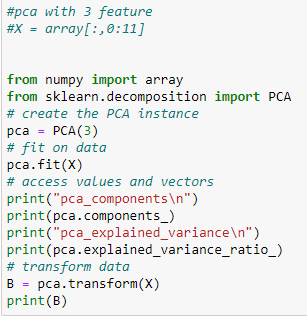 #pca with 3 feature
#X = array[:,0:11]
from numpy import array
from sklearn.decomposition import PCA
# create the PCA instance
pca = PCA(3)
# fit on data
pca.fit(X)
# access values and vectors
print("pca_components\n")
print(pca.components_)
print("pca_explained_variance\n")
print(pca.explained_variance_ratio_)
# transform data
B = pca.transform(X)
print(B)